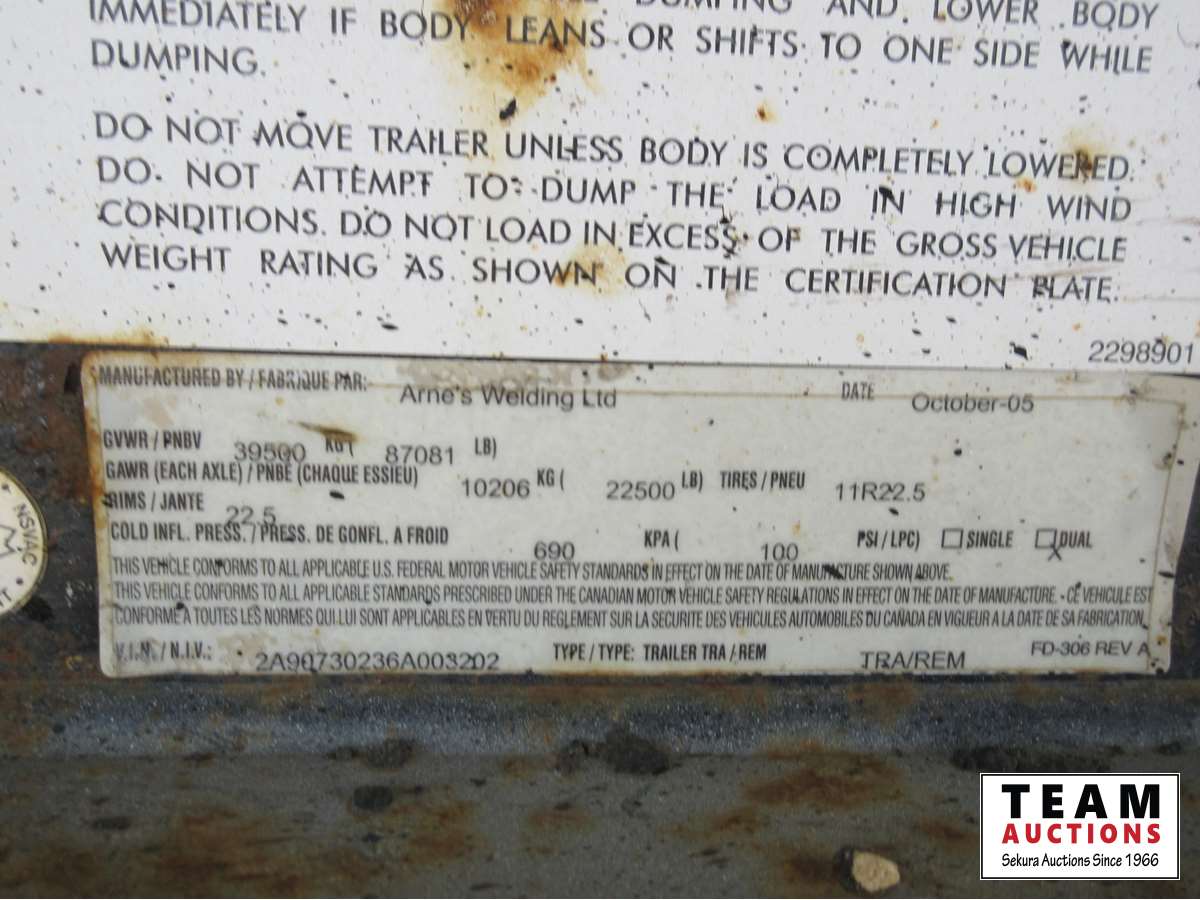 DUMPING AND LOWER BODY
IMMEDIATELY IF BODY LEANS OR SHIFTS TO ONE SIDE WHILE
DUMPING.
DO NOT MOVE TRAILER UNLESS BODY IS COMPLETELY LOWERED.
DO NOT ATTEMPT TO DUMP THE LOAD IN HIGH WIND
CONDITIONS. DO NOT LOAD IN EXCESS OF THE GROSS VEHICLE
WEIGHT RATING AS SHOWN ON THE CERTIFICATION PLATE.
2298901
MANUFACTURED BY / FABRIQUE PAR: Arne's Welding Ltd DATE October-05
GVWR / PNBV 39500 KG ( 87081 LB)
GAWR (EACH AXLE) / PNBE (CHAQUE ESSIEU) 10206 KG ( 22500 LB) TIRES / PNEU 11R22.5
RIMS / JANTE 22.5
COLD INFL. PRESS. / PRESS. DE GONFL. A FROID 690 KPA ( 100 PSI / LPC) SINGLE DUAL X
THIS VEHICLE CONFORMS TO ALL APPLICABLE U.S. FEDERAL MOTOR VEHICLE SAFETY STANDARDS IN EFFECT ON THE DATE OF MANUFACTURE SHOWN ABOVE.
THIS VEHICLE CONFORMS TO ALL APPLICABLE STANDARDS PRESCRIBED UNDER THE CANADIAN MOTOR VEHICLE SAFETY REGULATIONS IN EFFECT ON THE DATE OF MANUFACTURE. - CE VEHICULE EST
CONFORME A TOUTES LES NORMES QUI LUI SONT APPLICABLES EN VERTU DU REGLEMENT SUR LA SECURITE DES VEHICULES AUTOMOBILES DU CANADA EN VIGUEUR A LA DATE DE SA FABRICATION.
V.I.N. / N.I.V.: 2A90730236A003202 TYPE / TYPE: TRAILER TRA / REM TRA/REM FD-306 REV A
NSVAC
TEAM
AUCTIONS
Sekura Auctions Since 1966